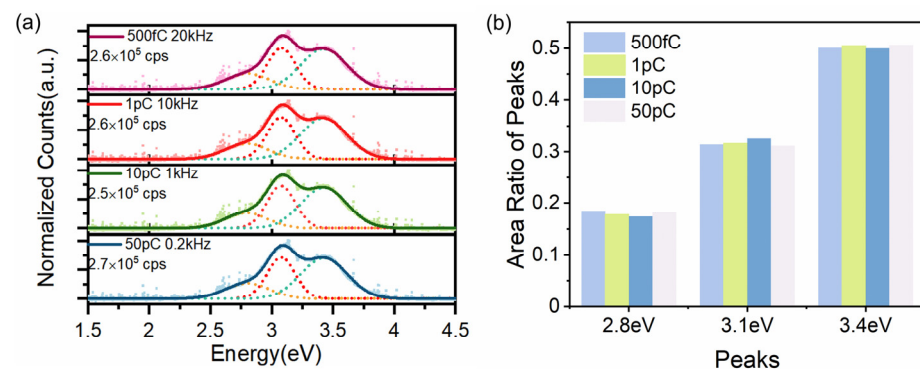 (a)
500fC 20kHz
2.6×10⁵ cps
1pC 10kHz
2.6×10⁵ cps
10pC 1kHz
2.5×10⁵ cps
50pC 0.2kHz
2.7×10⁵ cps
Normalized Counts(a.u.)
1.5 2 2.5 3 3.5 4 4.5
Energy(eV)
(b)
500fC
1pC
10pC
50pC
Area Ratio of Peaks
0.5
0.5
0.3
0.2
0.1
0
2.8eV 3.1eV 3.4eV
Peaks